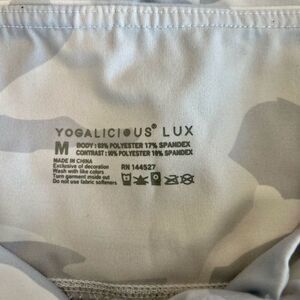 YOGALICIOUS® LUX
M BODY: 83% POLYESTER 17% SPANDEX
CONTRAST: 90% POLYESTER 10% SPANDEX
MADE IN CHINA
Exclusive of decoration RN 144527
Wash with like colors
Turn garment inside out
Do not use fabric softeners